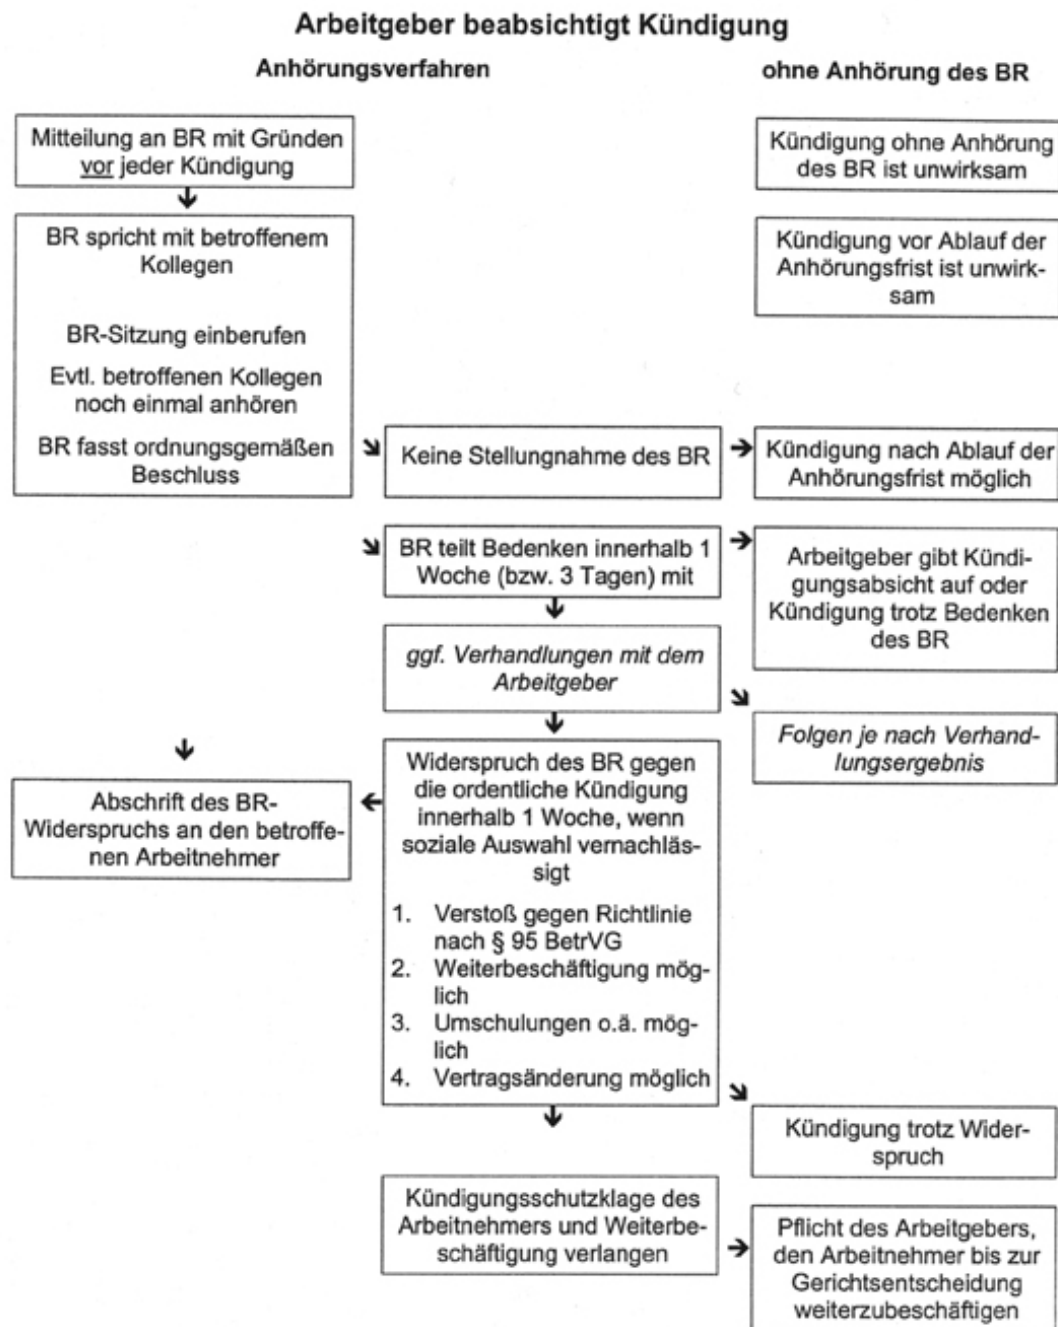 Arbeitgeber beabsichtigt Kündigung
Anhörungsverfahren
ohne Anhörung des BR
Mitteilung an BR mit Gründen
vor jeder Kündigung
Kündigung ohne Anhörung
des BR ist unwirksam
BR spricht mit betroffenem
Kollegen
BR-Sitzung einberufen
Evtl. betroffenen Kollegen
noch einmal anhören
BR fasst ordnungsgemäßen
Beschluss
Kündigung vor Ablauf der
Anhörungsfrist ist unwirk-
sam
Keine Stellungnahme des BR
Kündigung nach Ablauf der
Anhörungsfrist möglich
BR teilt Bedenken innerhalb 1
Woche (bzw. 3 Tagen) mit
Arbeitgeber gibt Kündi-
gungsabsicht auf oder
Kündigung trotz Bedenken
des BR
ggf. Verhandlungen mit dem
Arbeitgeber
Folgen je nach Verhand-
lungsergebnis
Abschrift des BR-
Widerspruchs an den betroffe-
nen Arbeitnehmer
Widerspruch des BR gegen
die ordentliche Kündigung
innerhalb 1 Woche, wenn
soziale Auswahl vernachläs-
sigt
1. Verstoß gegen Richtlinie
nach § 95 BetrVG
2. Weiterbeschäftigung mög-
lich
3. Umschulungen o.ä. mög-
lich
4. Vertragsänderung möglich
Kündigung trotz Wider-
spruch
Kündigungsschutzklage des
Arbeitnehmers und Weiterbe-
schäftigung verlangen
Pflicht des Arbeitgebers,
den Arbeitnehmer bis zur
Gerichtsentscheidung
weiterzubeschäftigen